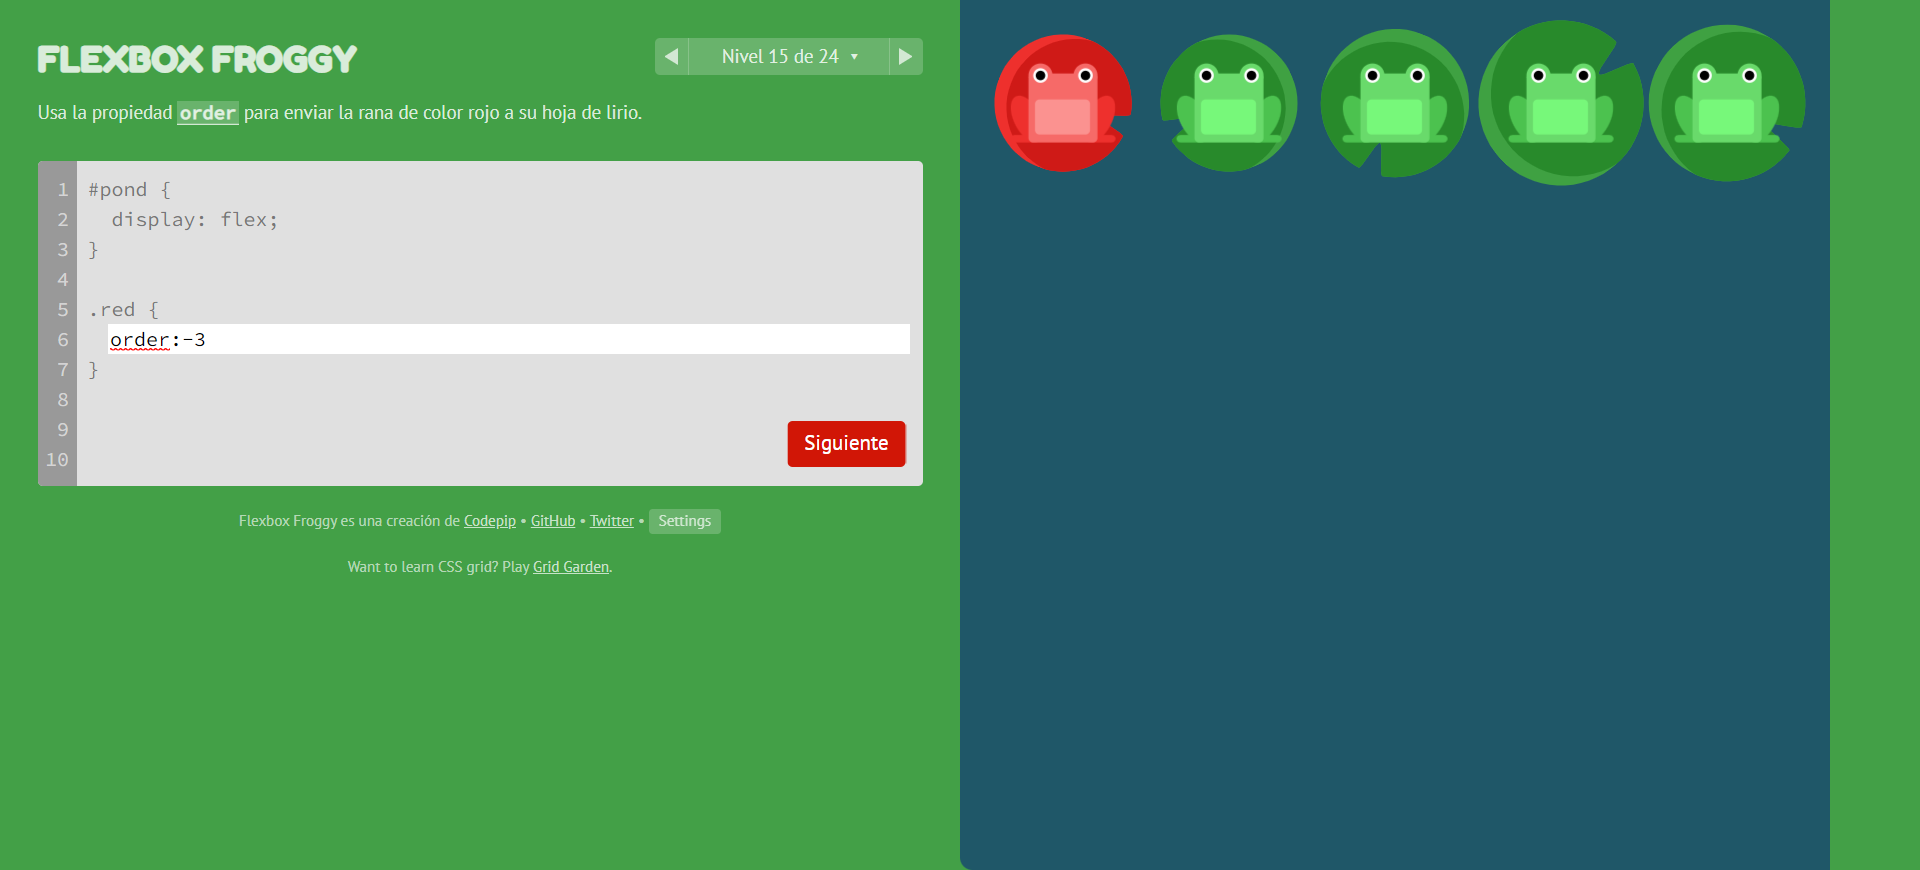 FLEXBOX FROGGY
Nivel 15 de 24
Usa la propiedad order para enviar la rana de color rojo a su hoja de lirio.
1 #pond {
2 display: flex;
3 }
4
5 .red {
6 order:-3
7 }
8
9
10
Siguiente
Flexbox Froggy es una creación de Codepip • GitHub • Twitter • Settings
Want to learn CSS grid? Play Grid Garden.